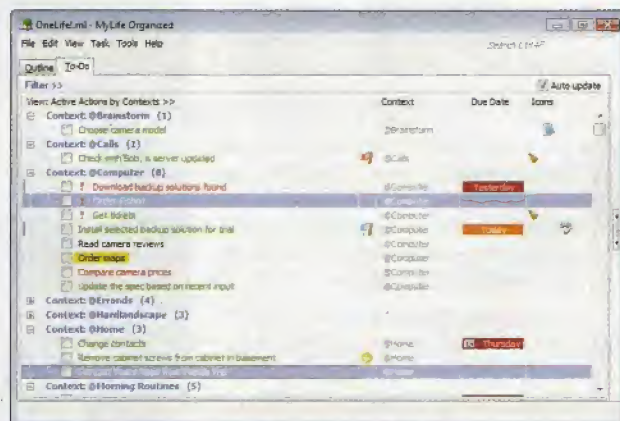 OneLife!.ml - MyLife Organized
File Edit View Task Tools Help
Outline To-Do
Filter >> Auto update
View: Active Actions by Contexts >> Context Due Date Icons
Context: @Brainstorm (1)
Choose camera model @Brainstorm
Context: @Calls (1)
Check with Bob, is server updated @Calls
Context: @Computer (8)
! Download backup solutions found @Computer Yesterday
! @Computer
! Get tickets @Computer
Install selected backup solution for trial @Computer Today
Read camera reviews @Computer
Order maps @Computer
Compare camera prices @Computer
Update the spec based on recent input @Computer
Context: @Errands (4)
Context: @Hardlandscape (3)
Context: @Home (3)
Change contacts @Home Thursday
Remove cabinet screws from cabinet in basement @Home
Context: @Morning Routines (5)